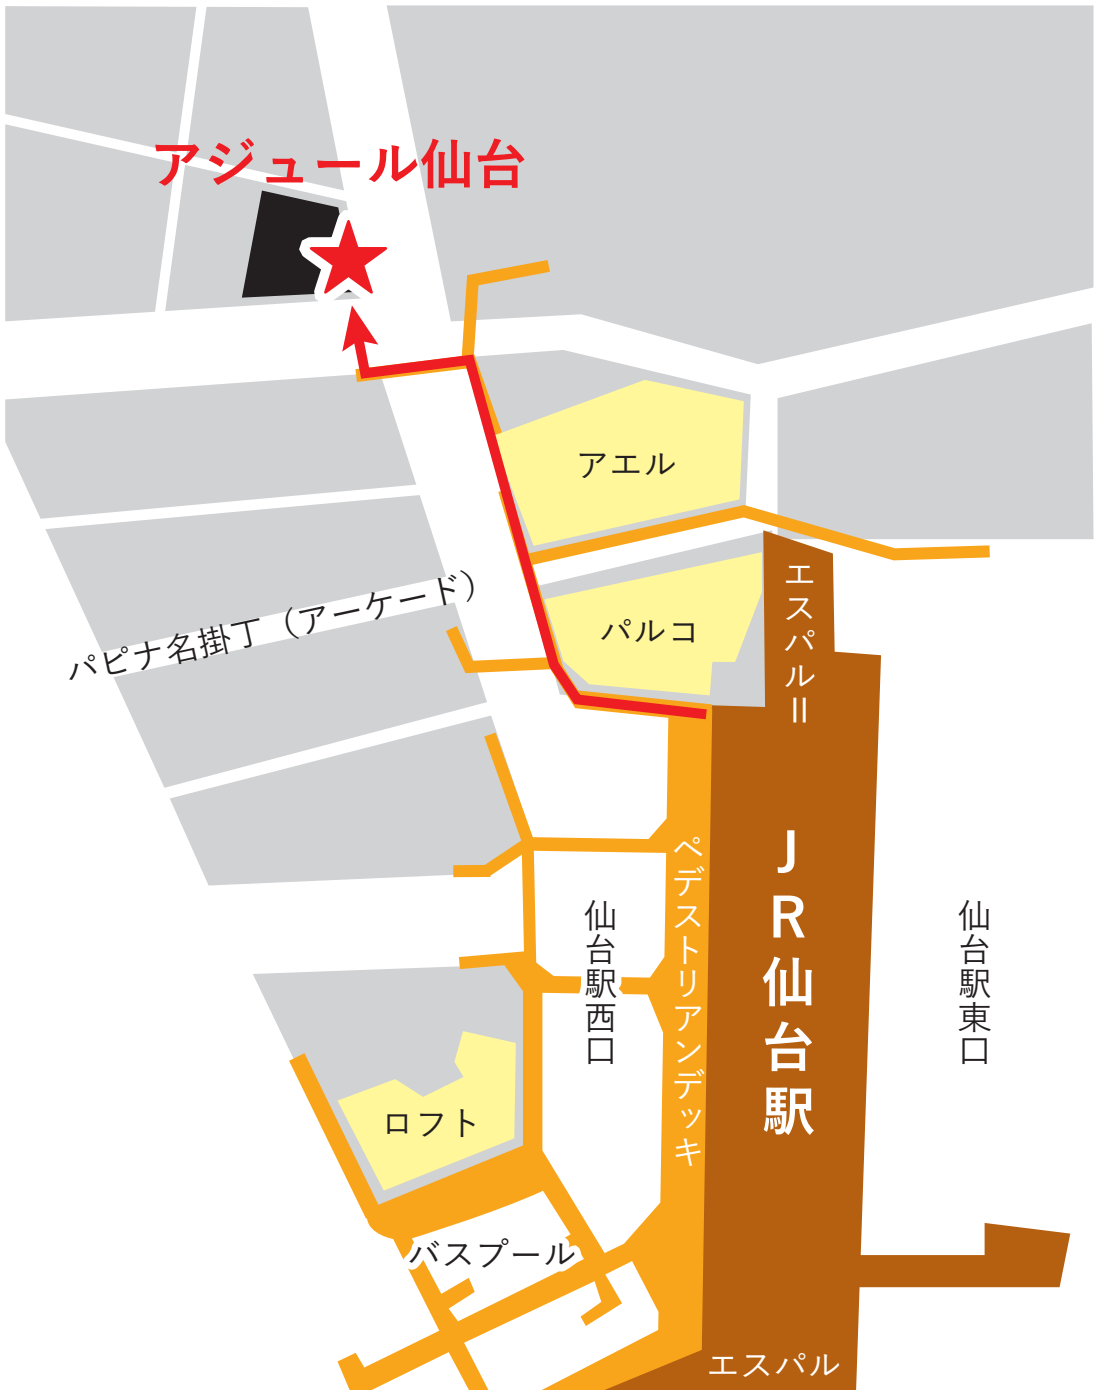 アジュール仙台
アエル
パルコ
エスパルII
パピナ名掛丁（アーケード）
JR仙台駅
ペデストリアンデッキ
仙台駅西口
仙台駅東口
ロフト
バスプール
エスパル